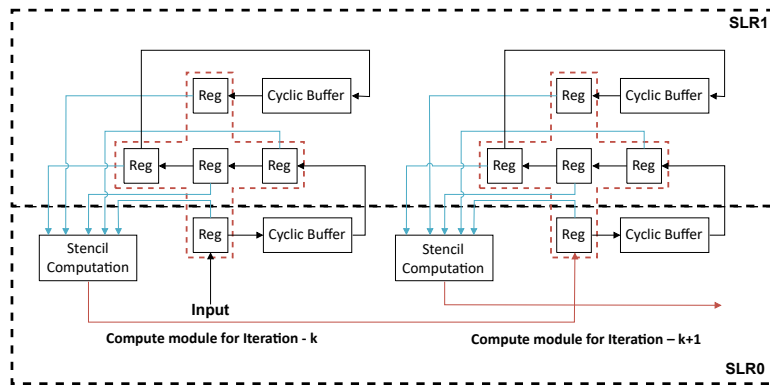 SLR1
Reg
Cyclic Buffer
Reg
Cyclic Buffer
Reg
Reg
Reg
Reg
Reg
Reg
Reg
Cyclic Buffer
Reg
Cyclic Buffer
Stencil
Computation
Stencil
Computation
Input
Compute module for Iteration - k
Compute module for Iteration – k+1
SLR0